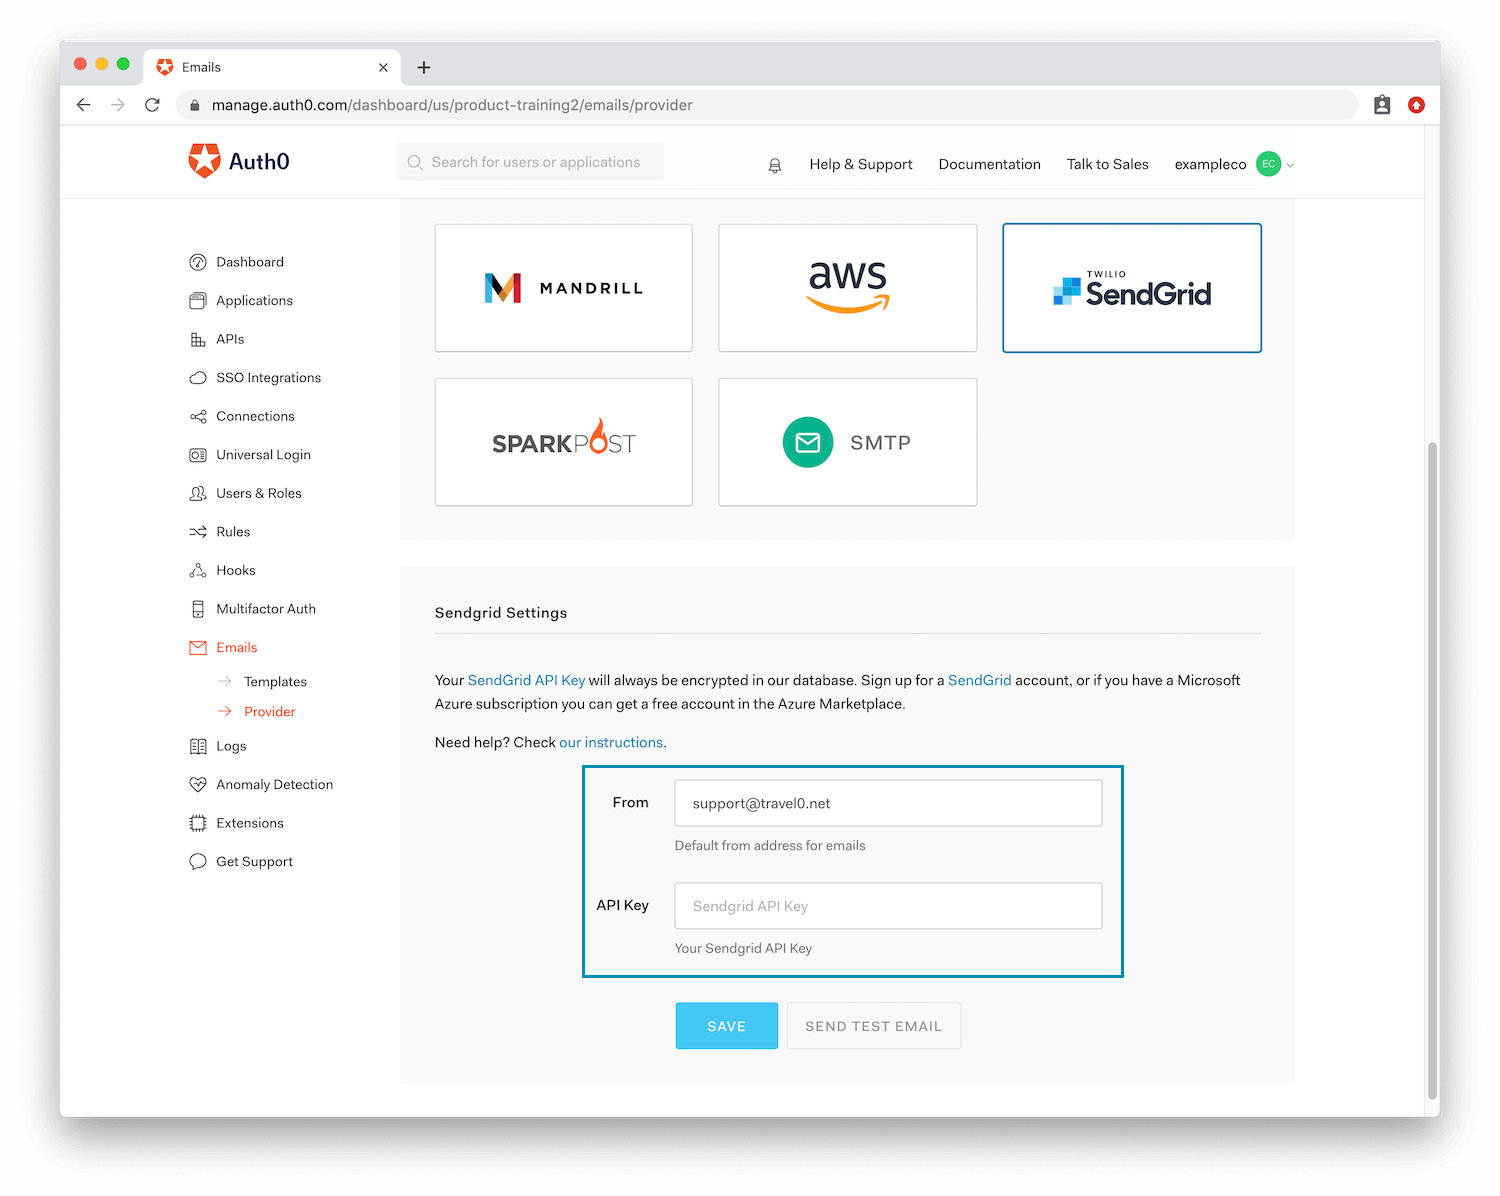 Emails
manage.auth0.com/dashboard/us/product-training2/emails/provider
Auth0
Search for users or applications
Help & Support
Documentation
Talk to Sales
exampleco
EC
Dashboard
Applications
APIs
SSO Integrations
Connections
Universal Login
Users & Roles
Rules
Hooks
Multifactor Auth
Emails
Templates
Provider
Logs
Anomaly Detection
Extensions
Get Support
MANDRILL
aws
TWILIO
SendGrid
SPARKPOST
SMTP
Sendgrid Settings
Your SendGrid API Key will always be encrypted in our database. Sign up for a SendGrid account, or if you have a Microsoft
Azure subscription you can get a free account in the Azure Marketplace.
Need help? Check our instructions.
From
support@travel0.net
Default from address for emails
API Key
Sendgrid API Key
Your Sendgrid API Key
SAVE
SEND TEST EMAIL